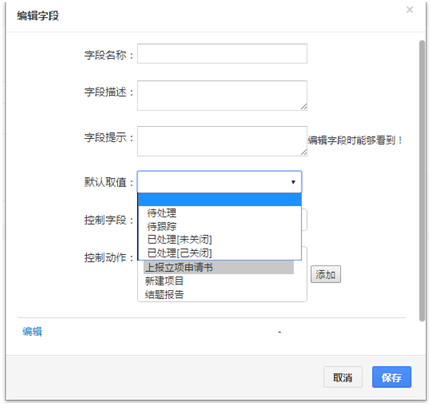 编辑字段
×
字段名称：
字段描述：
字段提示：
编辑字段时能够看到！
默认取值：
待处理
待跟踪
已处理[未关闭]
已处理[已关闭]
控制字段：
控制动作：
上报立项申请书
新建项目
结题报告
添加
编辑 -
取消 保存